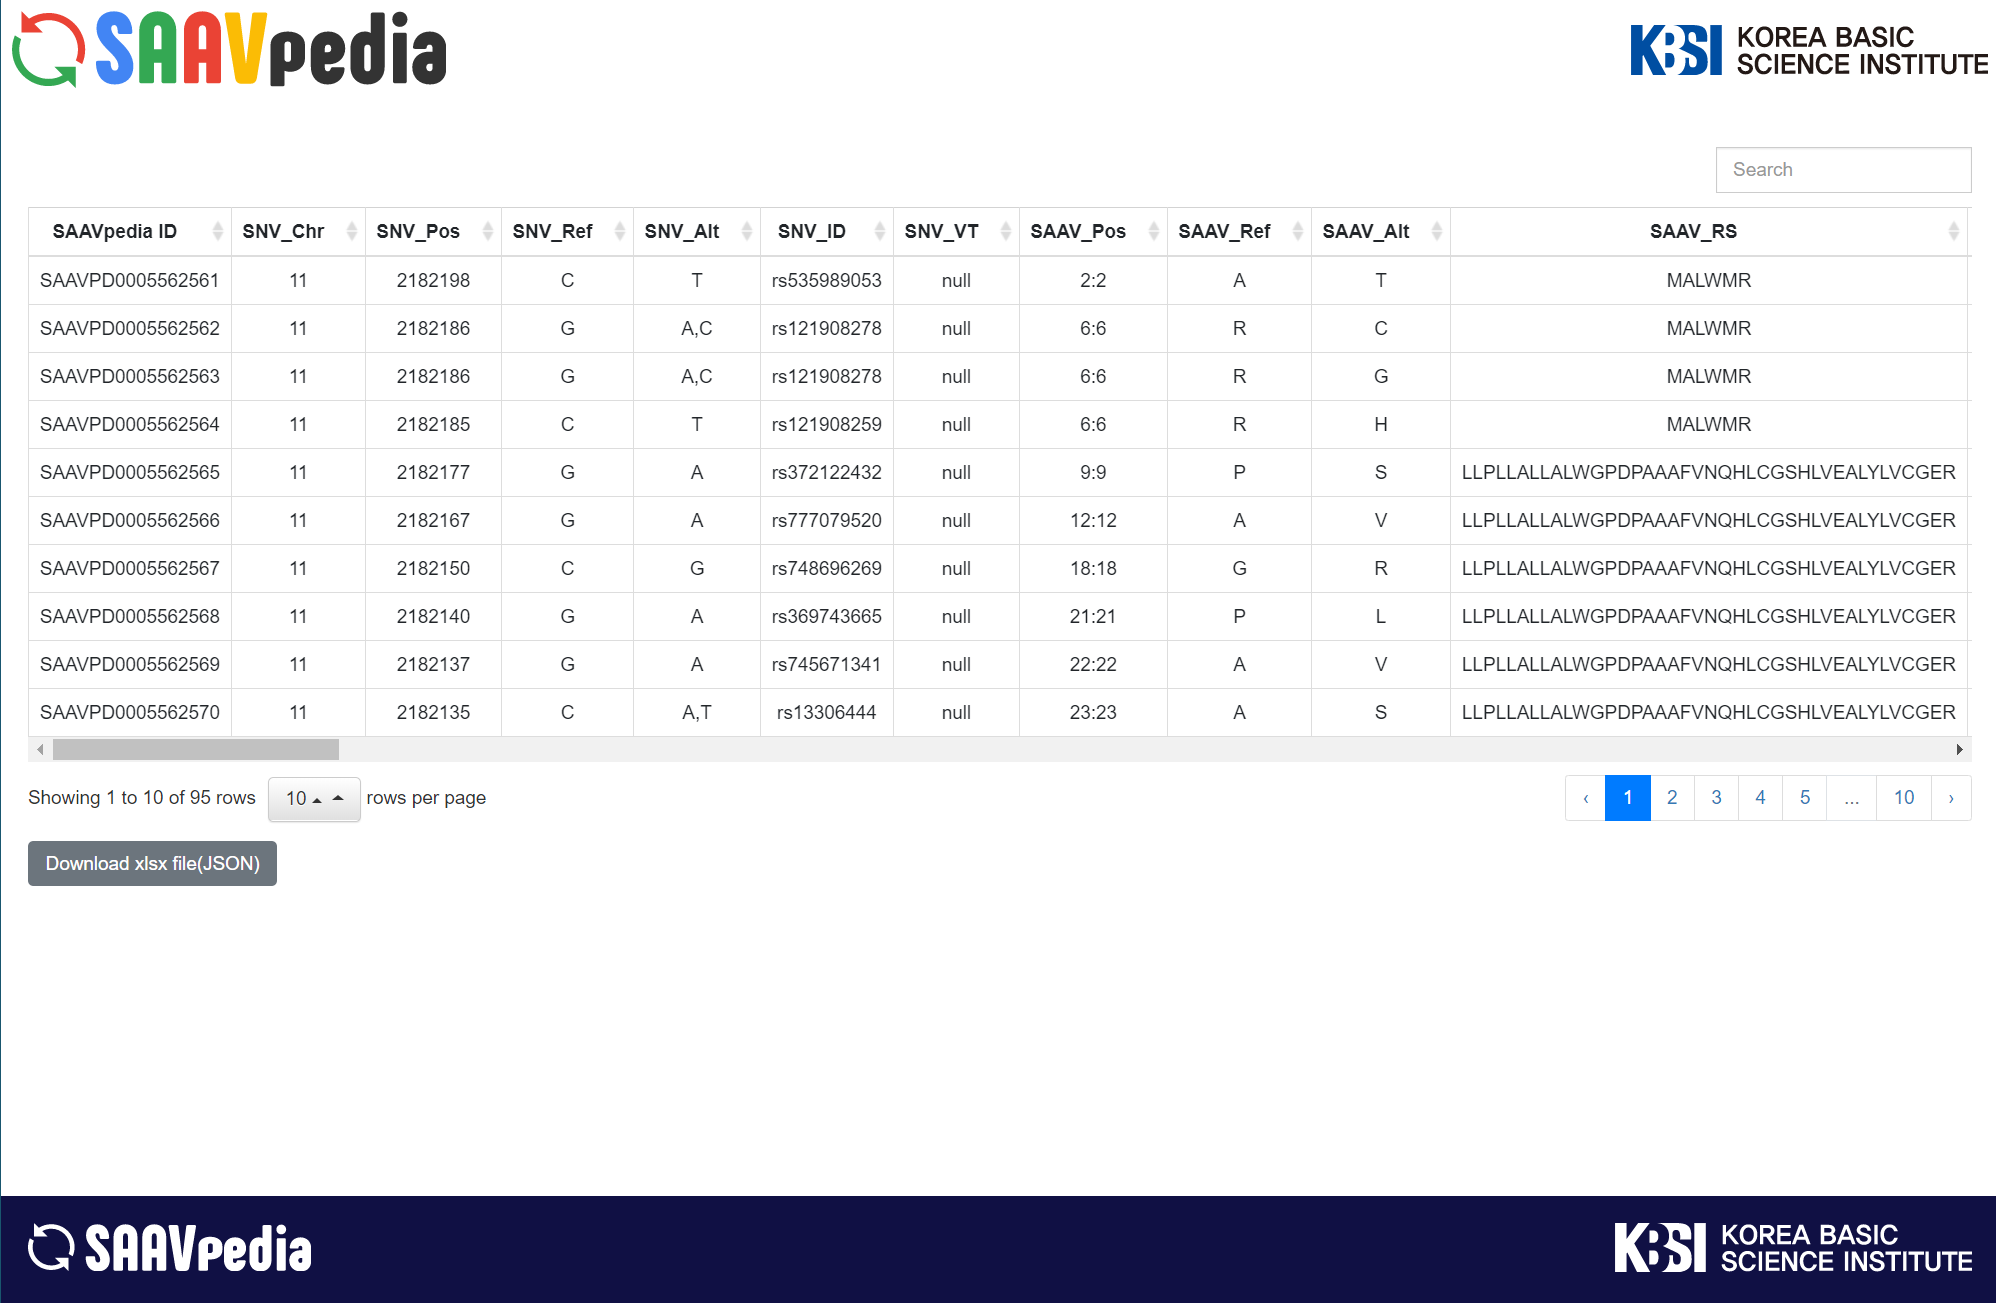 SAAVpedia
KBSI KOREA BASIC SCIENCE INSTITUTE
Search
SAAVpedia ID SNV_Chr SNV_Pos SNV_Ref SNV_Alt SNV_ID SNV_VT SAAV_Pos SAAV_Ref SAAV_Alt SAAV_RS
SAAVPD0005562561 11 2182198 C T rs535989053 null 2:2 A T MALWMR
SAAVPD0005562562 11 2182186 G A,C rs121908278 null 6:6 R C MALWMR
SAAVPD0005562563 11 2182186 G A,C rs121908278 null 6:6 R G MALWMR
SAAVPD0005562564 11 2182185 C T rs121908259 null 6:6 R H MALWMR
SAAVPD0005562565 11 2182177 G A rs372122432 null 9:9 P S LLPLLALLALWGPDPAAAFVNQHLCGSHLVEALYLVCGER
SAAVPD0005562566 11 2182167 G A rs777079520 null 12:12 A V LLPLLALLALWGPDPAAAFVNQHLCGSHLVEALYLVCGER
SAAVPD0005562567 11 2182150 C G rs748696269 null 18:18 G R LLPLLALLALWGPDPAAAFVNQHLCGSHLVEALYLVCGER
SAAVPD0005562568 11 2182140 G A rs369743665 null 21:21 P L LLPLLALLALWGPDPAAAFVNQHLCGSHLVEALYLVCGER
SAAVPD0005562569 11 2182137 G A rs745671341 null 22:22 A V LLPLLALLALWGPDPAAAFVNQHLCGSHLVEALYLVCGER
SAAVPD0005562570 11 2182135 C A,T rs13306444 null 23:23 A S LLPLLALLALWGPDPAAAFVNQHLCGSHLVEALYLVCGER
Showing 1 to 10 of 95 rows 10 rows per page ‹ 1 2 3 4 5 ... 10 ›
Download xlsx file(JSON)
SAAVpedia
KBSI KOREA BASIC SCIENCE INSTITUTE